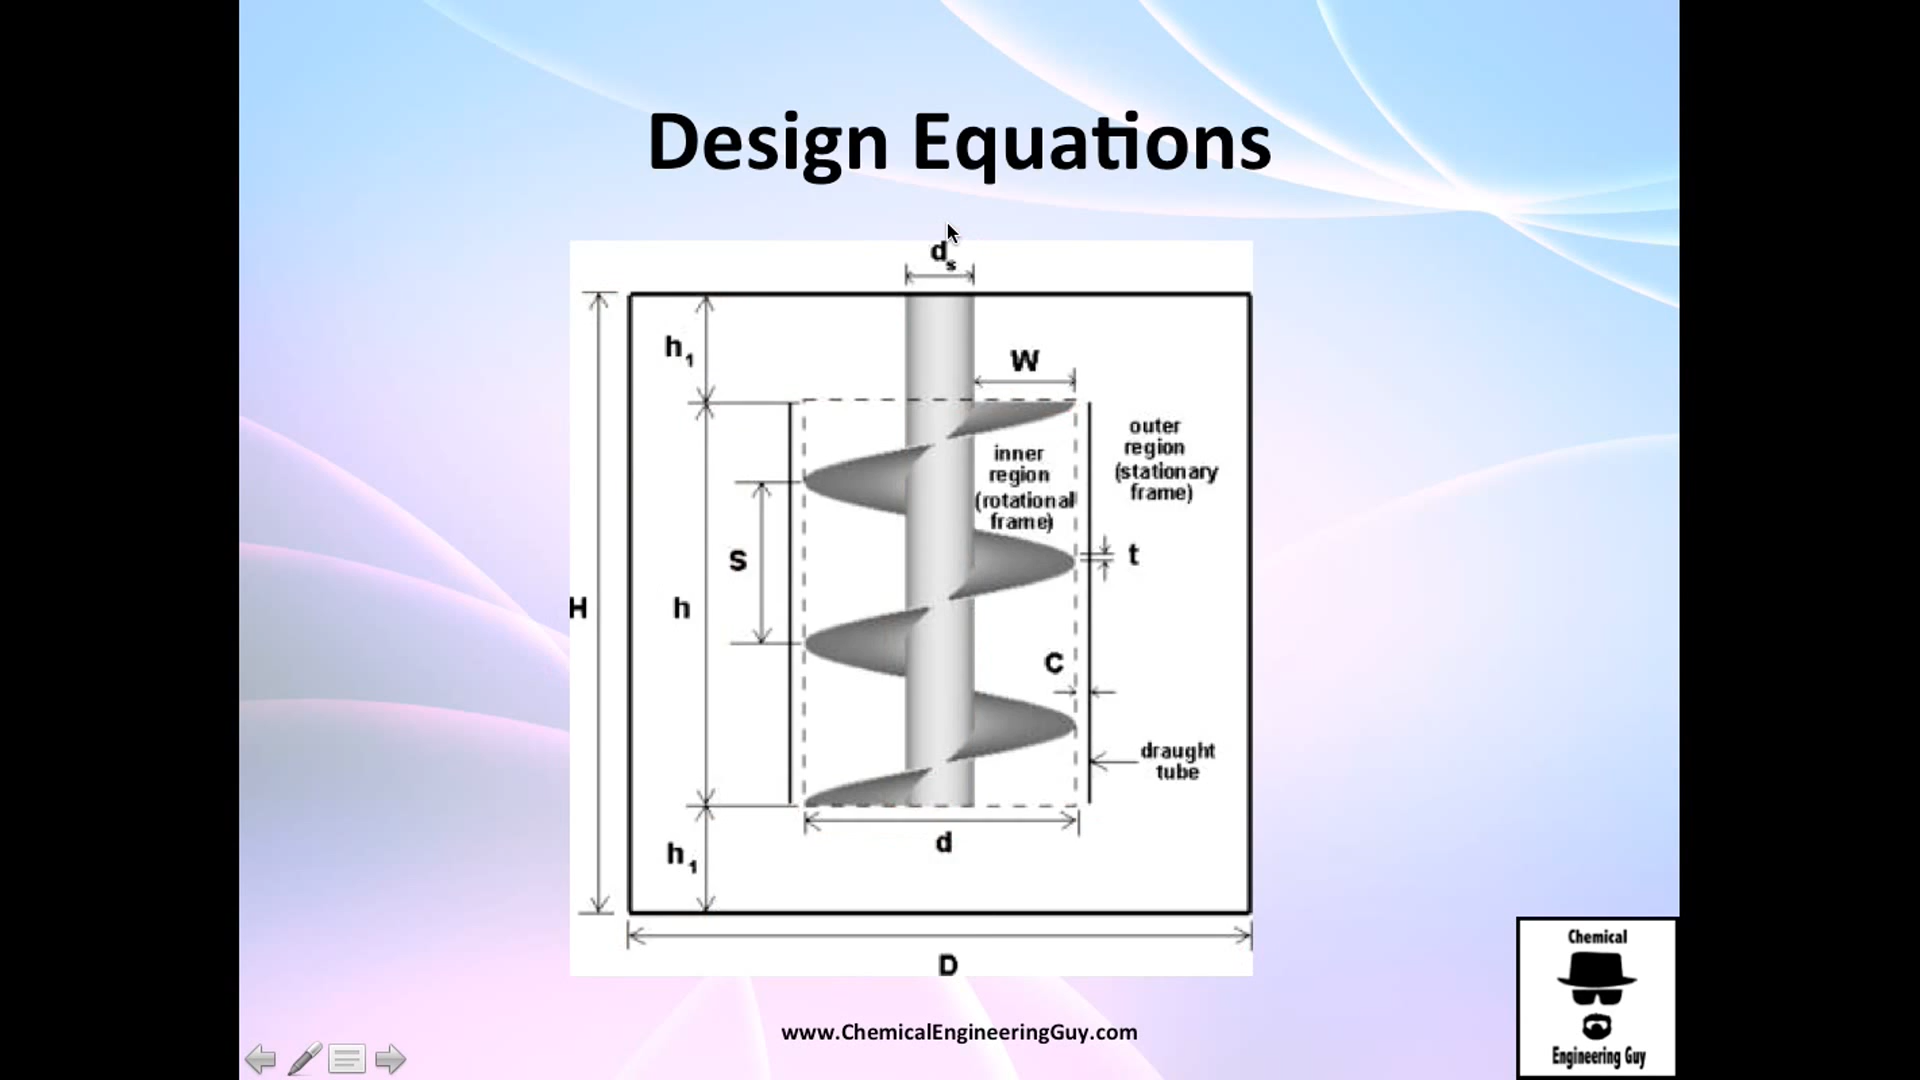 Design Equations
ds
h1
W
outer
region
(stationary
frame)
inner
region
(rotational
frame)
t
S
H
h
C
draught
tube
d
h1
D
www.ChemicalEngineeringGuy.com
Chemical
Engineering Guy